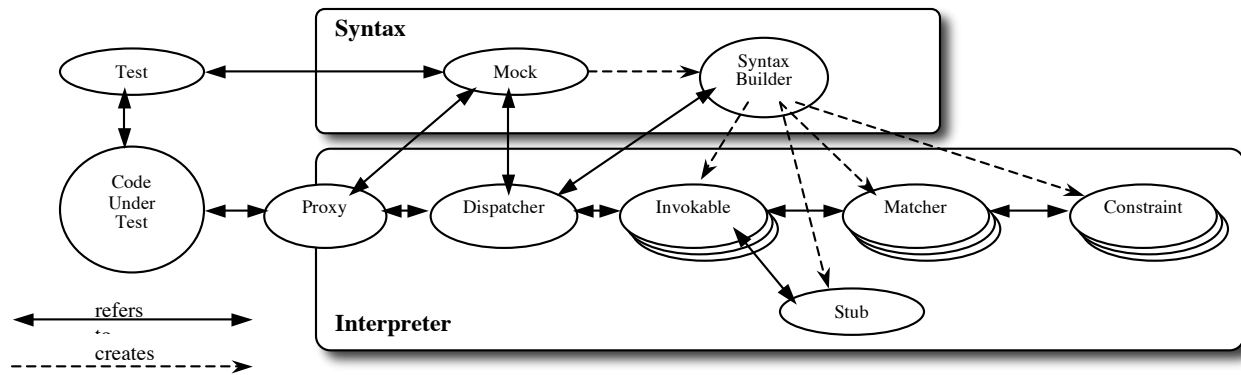 Syntax
Test
Mock
Syntax
Builder
Code
Under
Test
Proxy
Dispatcher
Invokable
Matcher
Constraint
Stub
Interpreter
refers
creates